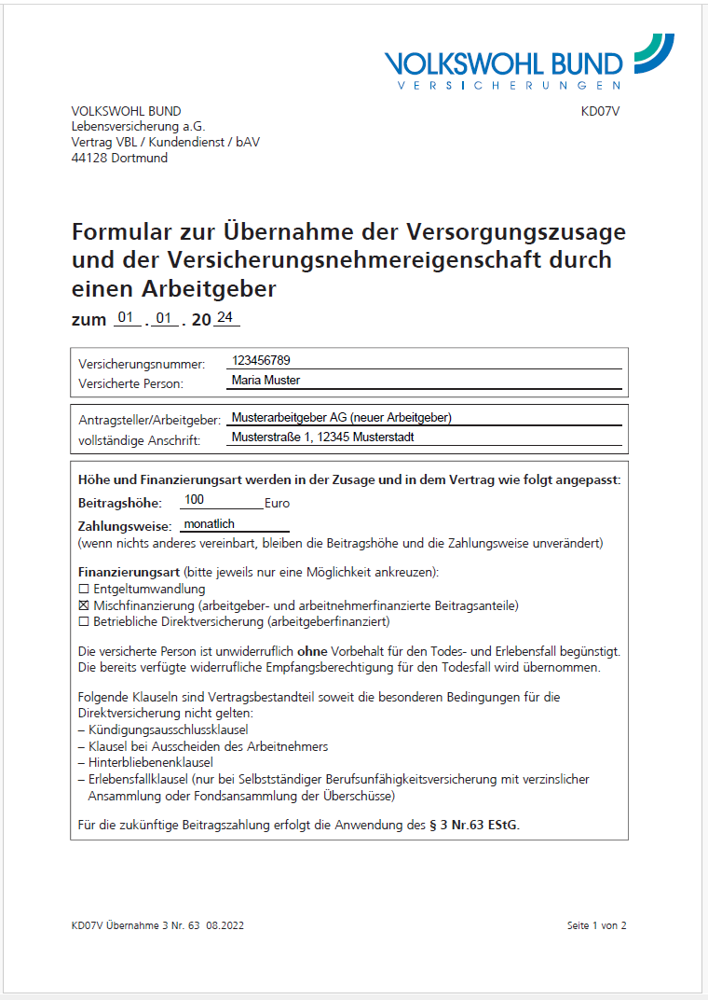 VOLKSWOHL BUND
VERSICHERUNGEN
VOLKSWOHL BUND KD07V
Lebensversicherung a.G.
Vertrag VBL / Kundendienst / bAV
44128 Dortmund
Formular zur Übernahme der Versorgungszusage
und der Versicherungsnehmereigenschaft durch
einen Arbeitgeber
zum 01 . 01 . 20 24
Versicherungsnummer: 123456789
Versicherte Person: Maria Muster
Antragsteller/Arbeitgeber: Musterarbeitgeber AG (neuer Arbeitgeber)
vollständige Anschrift: Musterstraße 1, 12345 Musterstadt
Höhe und Finanzierungsart werden in der Zusage und in dem Vertrag wie folgt angepasst:
Beitragshöhe: 100 Euro
Zahlungsweise: monatlich
(wenn nichts anderes vereinbart, bleiben die Beitragshöhe und die Zahlungsweise unverändert)
Finanzierungsart (bitte jeweils nur eine Möglichkeit ankreuzen):
☐ Entgeltumwandlung
☒ Mischfinanzierung (arbeitgeber- und arbeitnehmerfinanzierte Beitragsanteile)
☐ Betriebliche Direktversicherung (arbeitgeberfinanziert)
Die versicherte Person ist unwiderruflich ohne Vorbehalt für den Todes- und Erlebensfall begünstigt.
Die bereits verfügte widerrufliche Empfangsberechtigung für den Todesfall wird übernommen.
Folgende Klauseln sind Vertragsbestandteil soweit die besonderen Bedingungen für die
Direktversicherung nicht gelten:
– Kündigungsausschlussklausel
– Klausel bei Ausscheiden des Arbeitnehmers
– Hinterbliebenenklausel
– Erlebensfallklausel (nur bei Selbstständiger Berufsunfähigkeitsversicherung mit verzinslicher
Ansammlung oder Fondsansammlung der Überschüsse)
Für die zukünftige Beitragszahlung erfolgt die Anwendung des § 3 Nr.63 EStG.
KD07V Übernahme 3 Nr. 63 08.2022 Seite 1 von 2